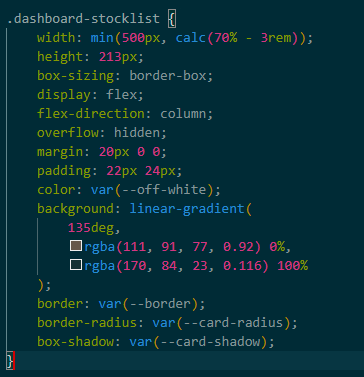 .dashboard-stocklist {
width: min(500px, calc(70% - 3rem));
height: 213px;
box-sizing: border-box;
display: flex;
flex-direction: column;
overflow: hidden;
margin: 20px 0 0;
padding: 22px 24px;
color: var(--off-white);
background: linear-gradient(
135deg,
rgba(111, 91, 77, 0.92) 0%,
rgba(170, 84, 23, 0.116) 100%
);
border: var(--border);
border-radius: var(--card-radius);
box-shadow: var(--card-shadow);
}